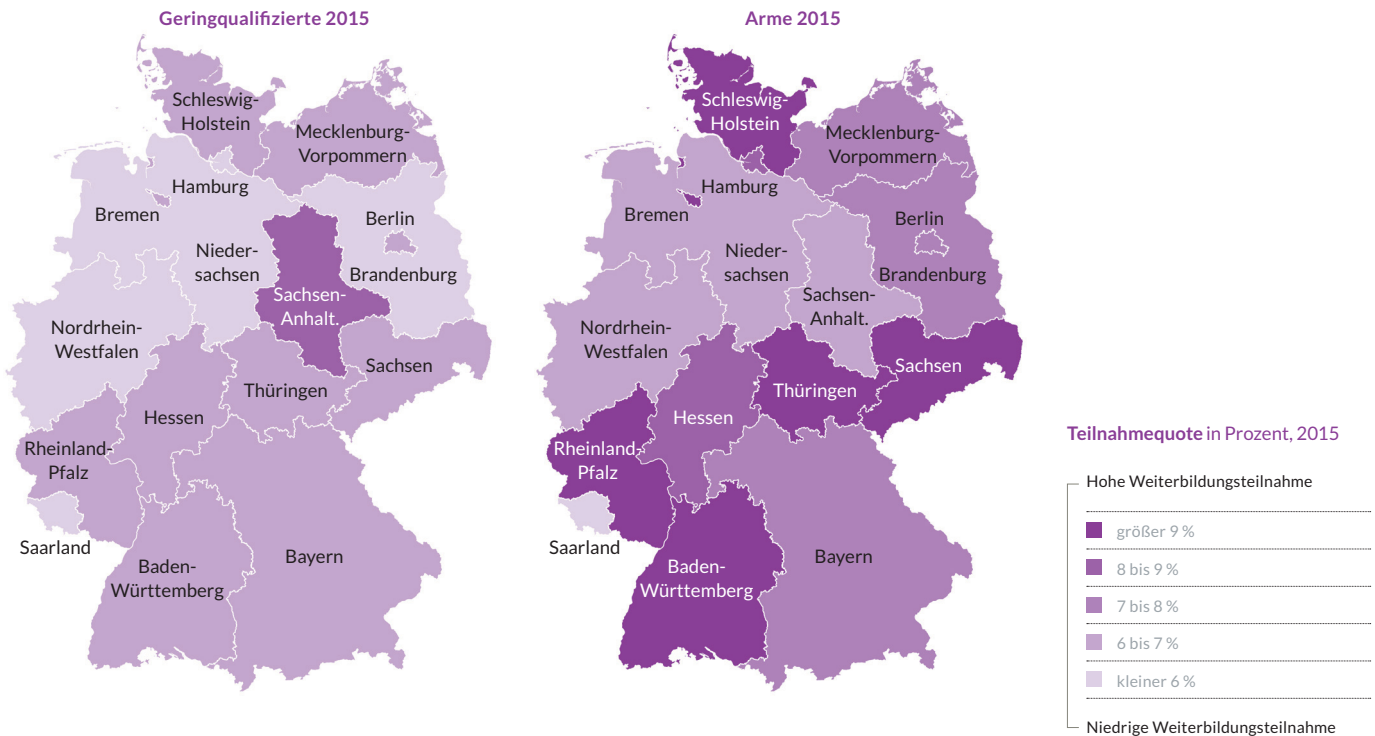 Geringqualifizierte 2015
Schleswig-
Holstein
Mecklenburg-
Vorpommern
Hamburg
Bremen
Berlin
Nieder-
sachsen
Brandenburg
Sachsen-
Anhalt.
Nordrhein-
Westfalen
Sachsen
Thüringen
Hessen
Rheinland-
Pfalz
Saarland
Bayern
Baden-
Württemberg
Arme 2015
Schleswig-
Holstein
Mecklenburg-
Vorpommern
Hamburg
Bremen
Berlin
Nieder-
sachsen
Brandenburg
Sachsen-
Anhalt.
Nordrhein-
Westfalen
Sachsen
Thüringen
Hessen
Rheinland-
Pfalz
Saarland
Bayern
Baden-
Württemberg
Teilnahmequote in Prozent, 2015
Hohe Weiterbildungsteilnahme
größer 9 %
8 bis 9 %
7 bis 8 %
6 bis 7 %
kleiner 6 %
Niedrige Weiterbildungsteilnahme